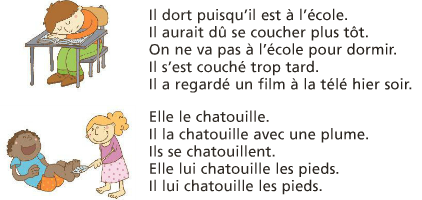 Il dort puisqu'il est à l'école.
Il aurait dû se coucher plus tôt.
On ne va pas à l'école pour dormir.
Il s'est couché trop tard.
Il a regardé un film à la télé hier soir.
Elle le chatouille.
Il la chatouille avec une plume.
Ils se chatouillent.
Elle lui chatouille les pieds.
Il lui chatouille les pieds.